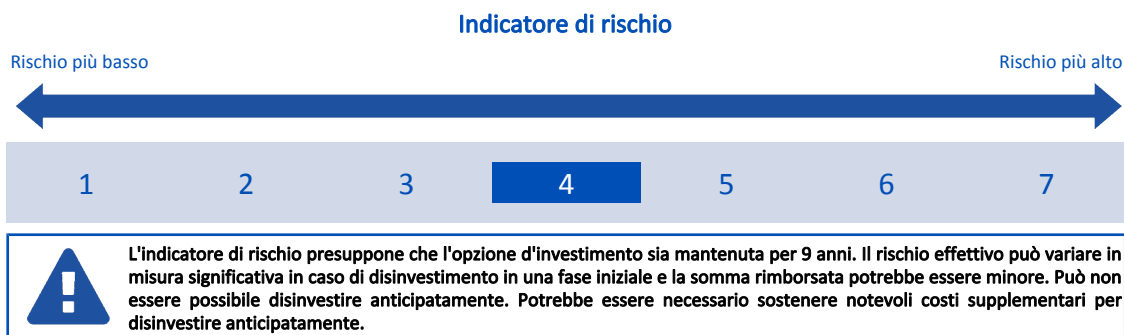 Indicatore di rischio
Rischio più basso
Rischio più alto
1 2 3 4 5 6 7
L'indicatore di rischio presuppone che l'opzione d'investimento sia mantenuta per 9 anni. Il rischio effettivo può variare in
misura significativa in caso di disinvestimento in una fase iniziale e la somma rimborsata potrebbe essere minore. Può non
essere possibile disinvestire anticipatamente. Potrebbe essere necessario sostenere notevoli costi supplementari per
disinvestire anticipatamente.